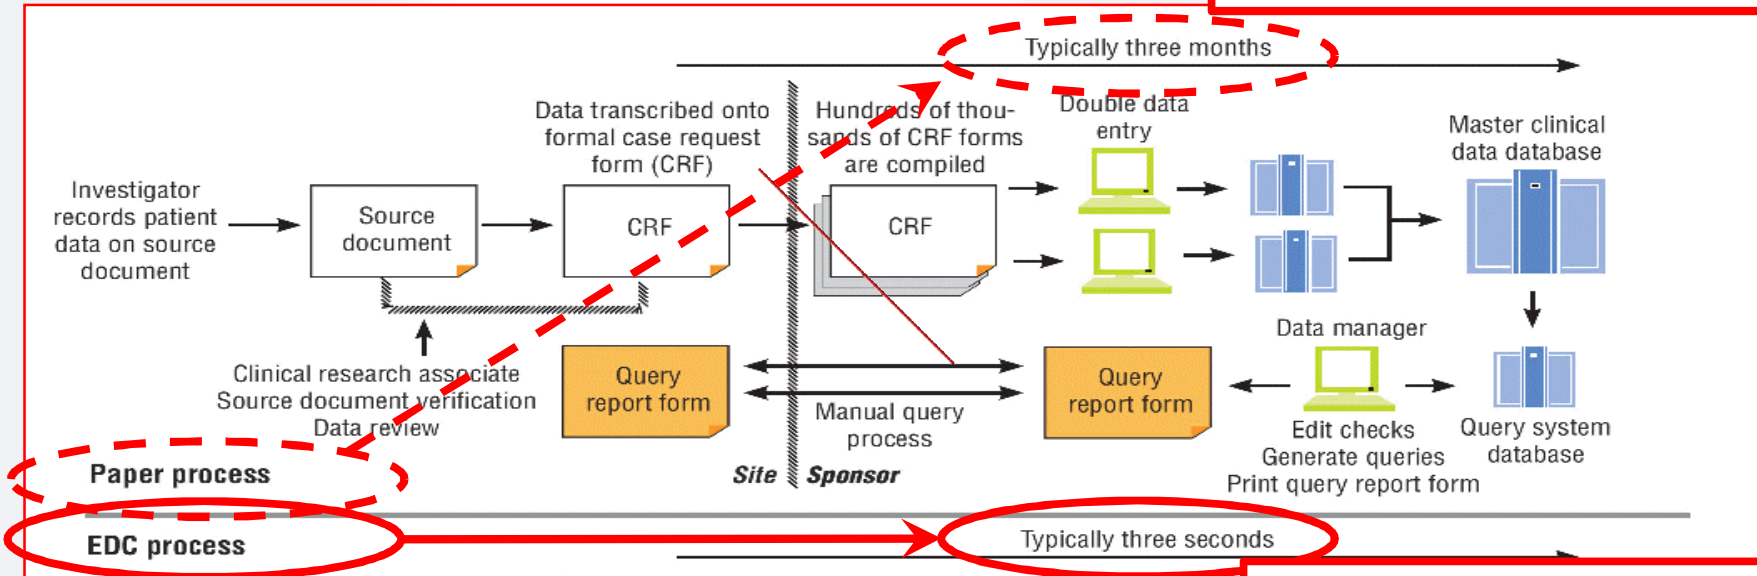 Typically three months
Data transcribed onto
formal case request
form (CRF)
Hundreds of thou-
sands of CRF forms
are compiled
Double data
entry
Master clinical
data database
Investigator
records patient
data on source
document
Source
document
CRF
CRF
Clinical research associate
Source document verification
Data review
Query
report form
Manual query
process
Query
report form
Data manager
Edit checks
Generate queries
Print query report form
Query system
database
Paper process
Site
Sponsor
EDC process
Typically three seconds